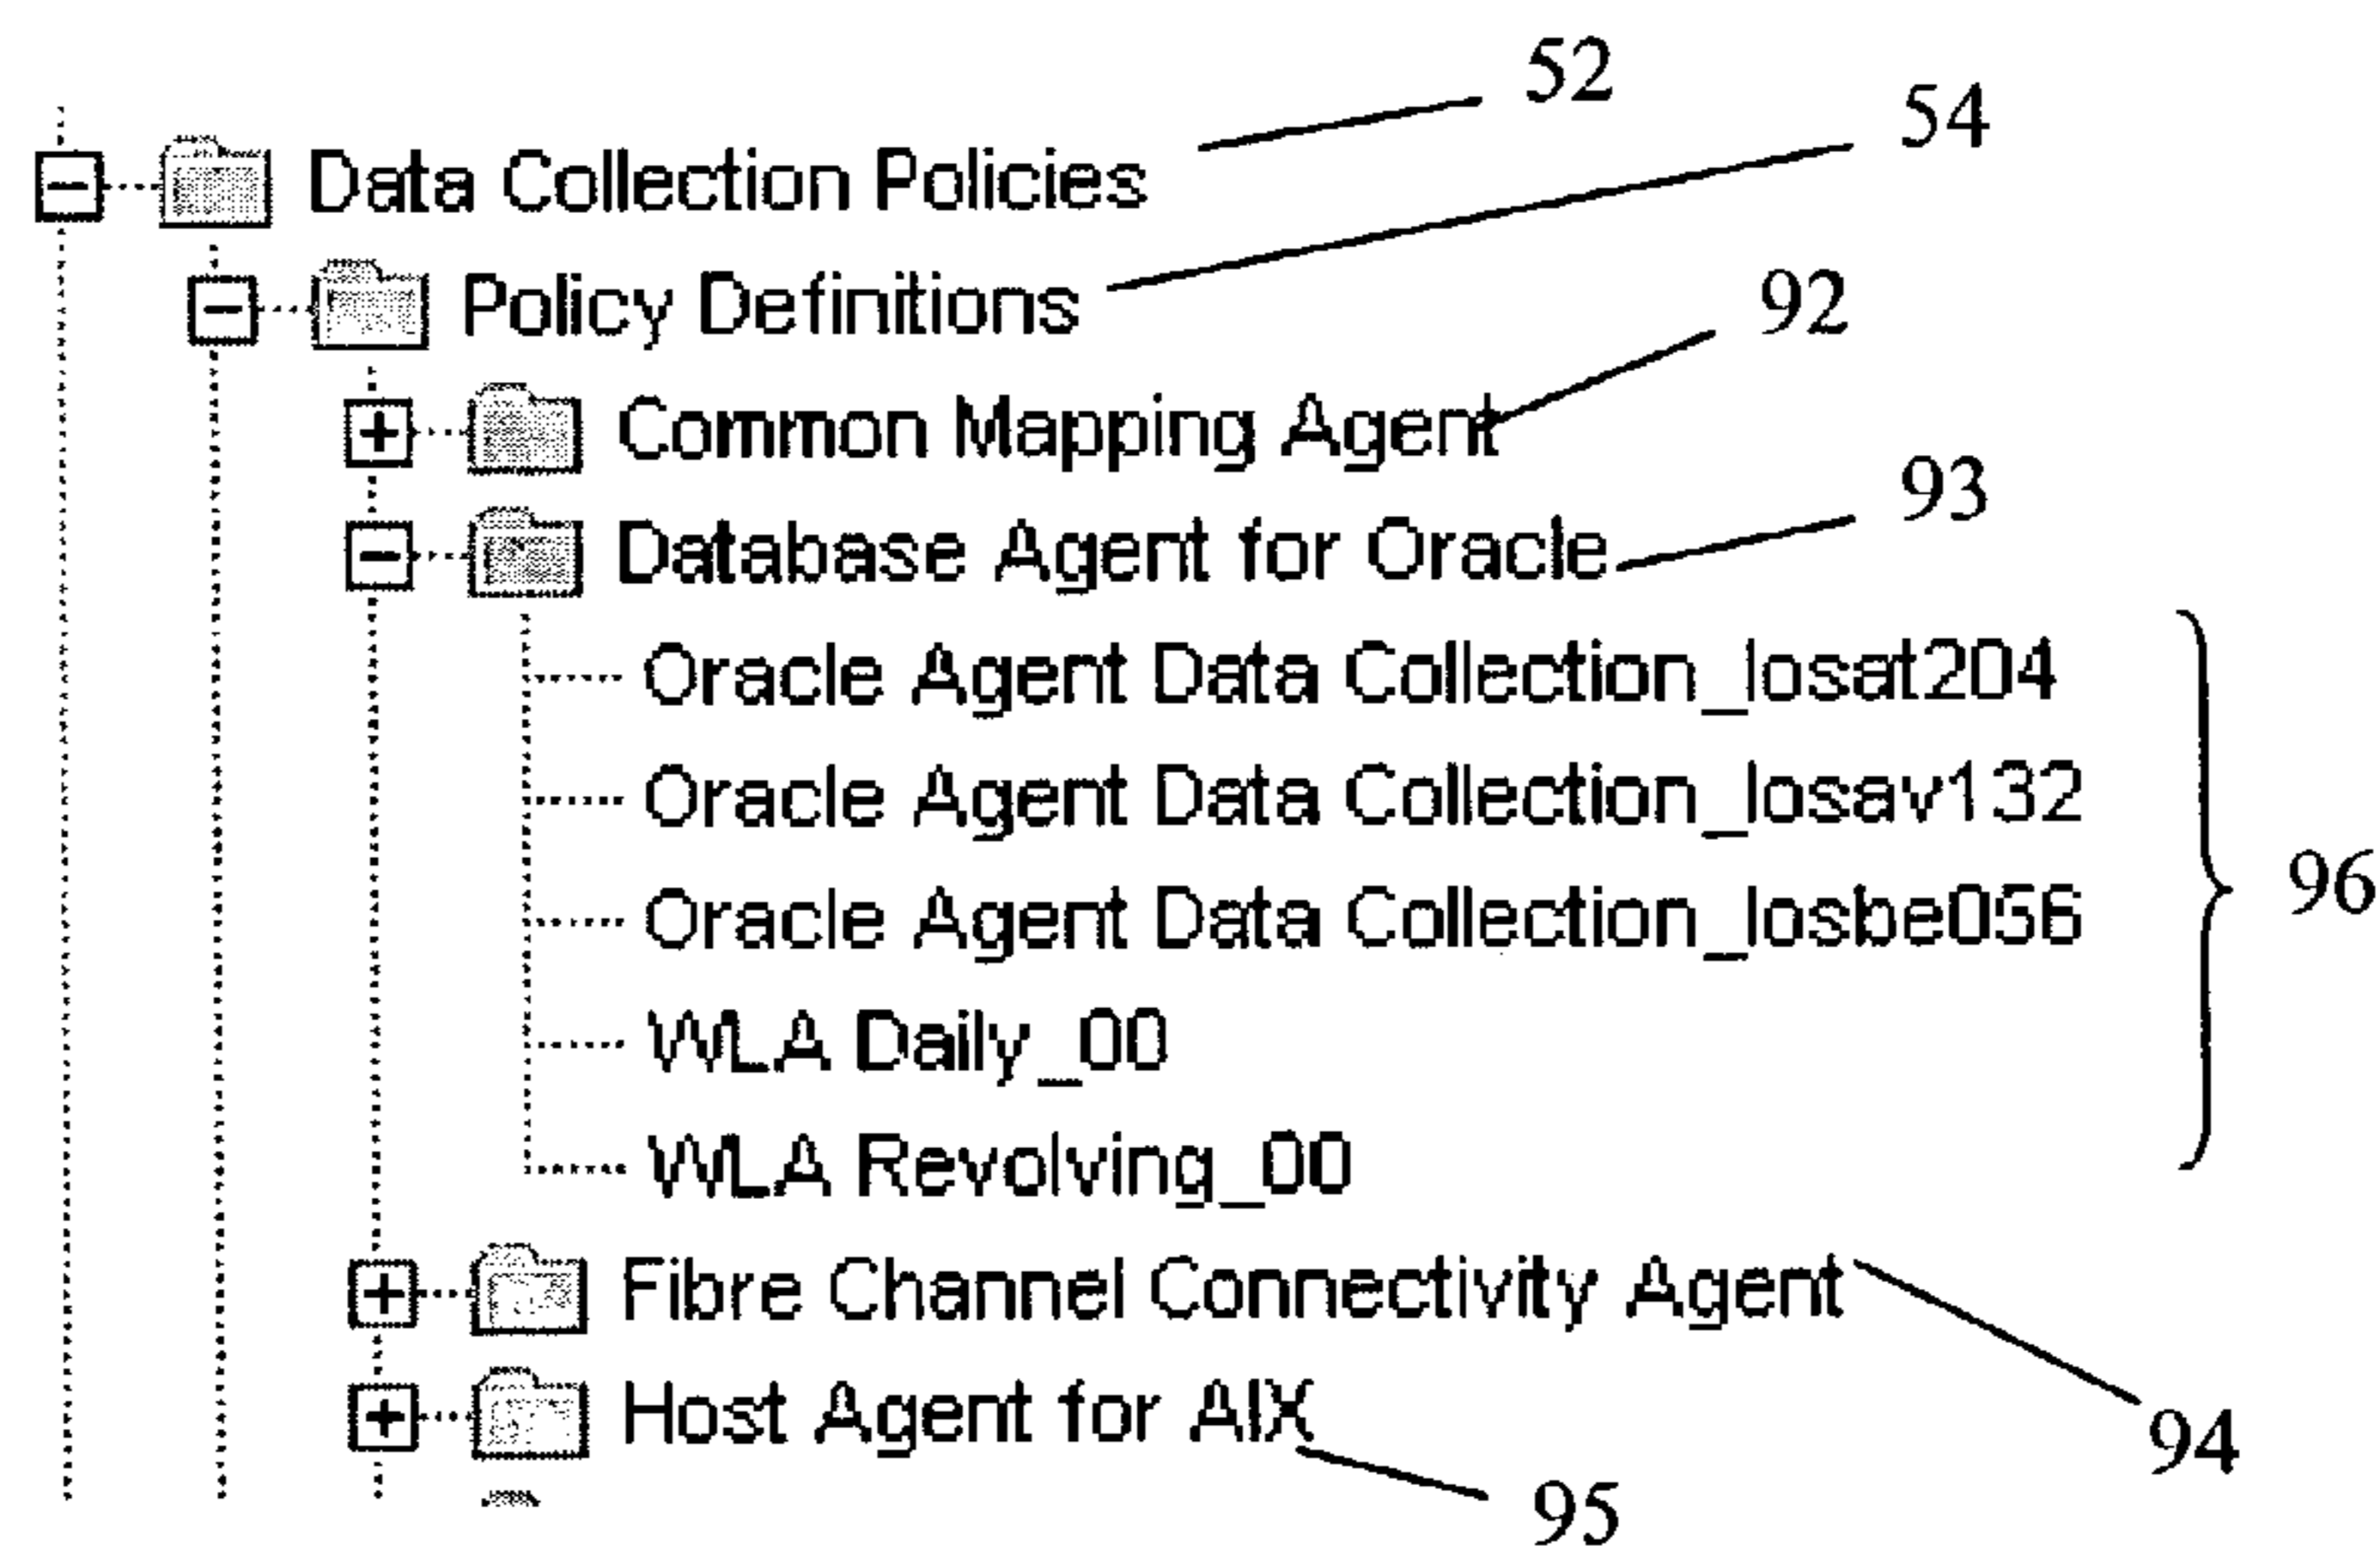 Data Collection Policies 52
Policy Definitions 54
Common Mapping Agent 92
Database Agent for Oracle 93
Oracle Agent Data Collection_losat204
Oracle Agent Data Collection_losav132
Oracle Agent Data Collection_losbe056
96
WLA Daily_00
WLA Revolving_00
Fibre Channel Connectivity Agent 94
Host Agent for AIX 95